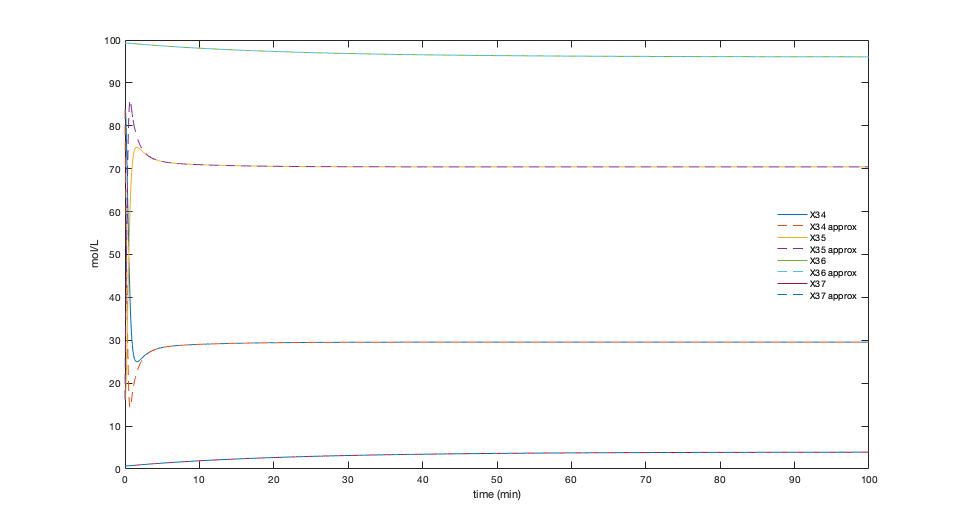 100
90
80
70
60
50
40
30
20
10
0
mol/L
X34
X34 approx
X35
X35 approx
X36
X36 approx
X37
X37 approx
0 10 20 30 40 50 60 70 80 90 100
time (min)